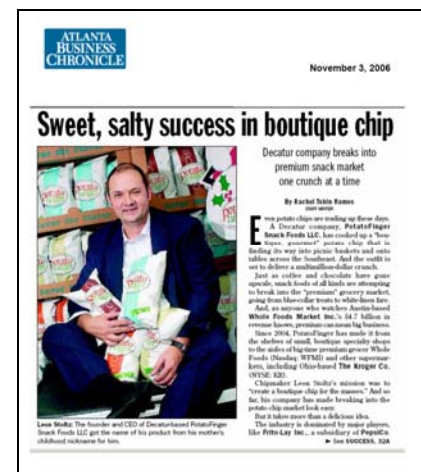 ATLANTA
BUSINESS
CHRONICLE
November 3, 2006
Sweet, salty success in boutique chip
Decatur company breaks into
premium snack market
one crunch at a time
By Rachel Tobin Ramos
STAFF WRITER
Even potato chips are trading up these days.
A Decatur company, PotatoFinger
Snack Foods LLC, has cooked up a "bou-
tique, gourmet" potato chip that is
finding its way into picnic baskets and onto
tables across the Southeast. And the outfit is
set to deliver a multimillion-dollar crunch.
Just as coffee and chocolate have gone
upscale, snack foods of all kinds are attempting
to break into the "premium" grocery market,
going from blue-collar treats to white-linen fare.
And, as anyone who watches Austin-based
Whole Foods Market Inc.'s $4.7 billion in
revenue knows, premium can mean big business.
Since 2004, PotatoFinger has made it from
the shelves of small, boutique specialty shops
to the aisles of big-time premium grocer Whole
Foods (Nasdaq: WFMI) and other supermar-
kets, including Ohio-based The Kroger Co.
(NYSE: KR).
Chipmaker Leon Stoltz's mission was to
"create a boutique chip for the masses." And so
far, his company has made breaking into the
potato chip market look easy.
But it takes more than a delicious idea.
The industry is dominated by major players,
like Frito-Lay Inc., a subsidiary of PepsiCo.
► See SUCCESS, 32A
Leon Stoltz: The founder and CEO of Decatur-based PotatoFinger
Snack Foods LLC got the name of his product from his mother's
childhood nickname for him.